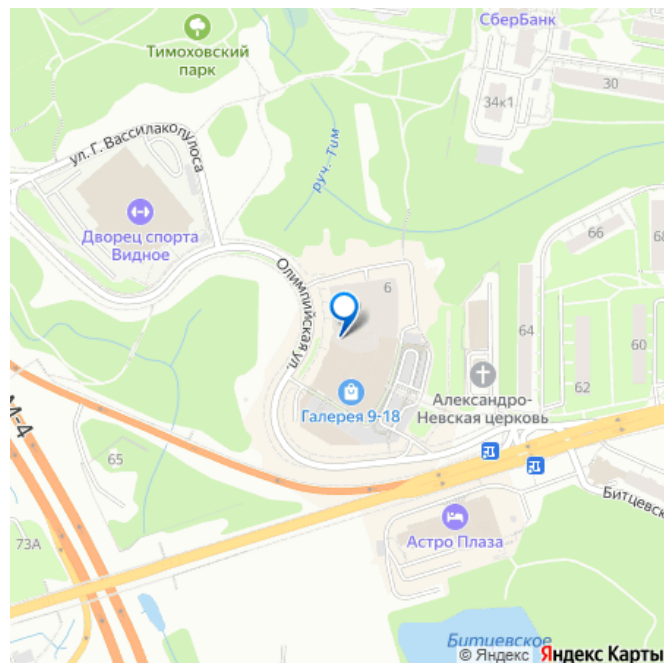 СберБанк
Тимоховский
парк
30
34к1
ул. Г. Вассилакопулоса
руч. Тим
Дворец спорта
Видное
66
68
Олимпийская ул.
6
64
60
62
Александро-
Невская церковь
Галерея 9-18
М-4
65
73А
Битцевск
Астро Плаза
Битцевское
© Яндекс Яндекс Карты